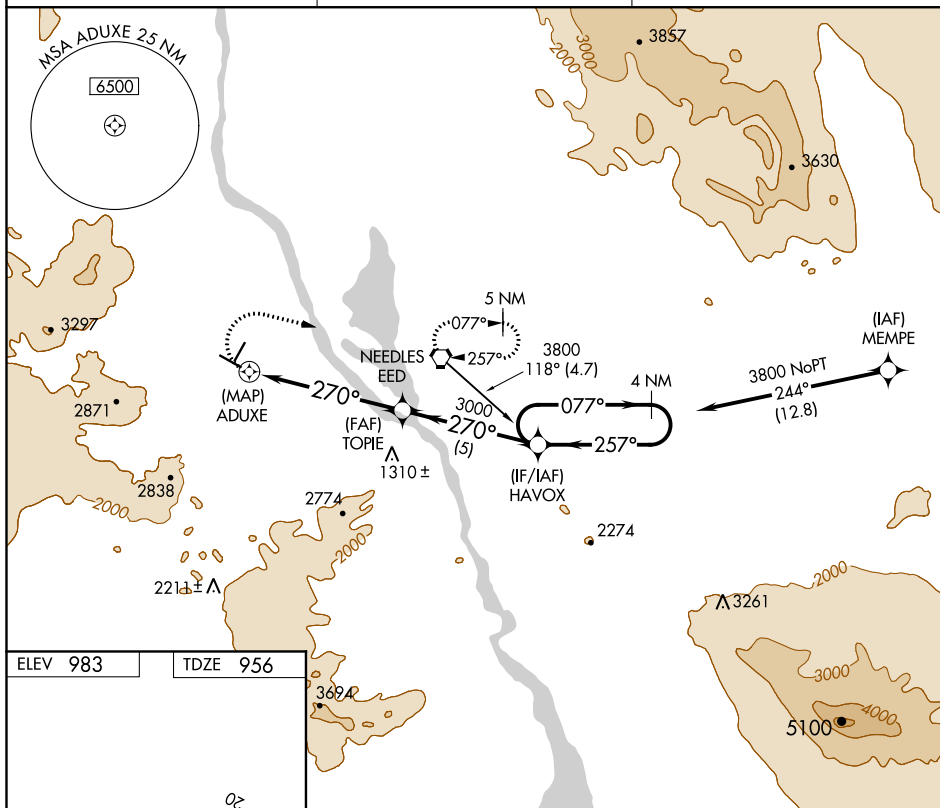 MSA ADUXE 25 NM
6500
3000
2000
3857
3630
3297
2871
2838
2000
NEEDLES
EED
5 NM
077°
257°
3800
118° (4.7)
(IAF)
MEMPE
3800 NoPT
244°
(12.8)
4 NM
077°
257°
(IF/IAF)
HAVOX
3000
270°
(5)
(FAF)
TOPIE
270°
(MAP)
ADUXE
1310 ±
2774
2000
2211 ±
2274
2000
3261
3000
4000
5100
3694
ELEV 983
TDZE 956
20